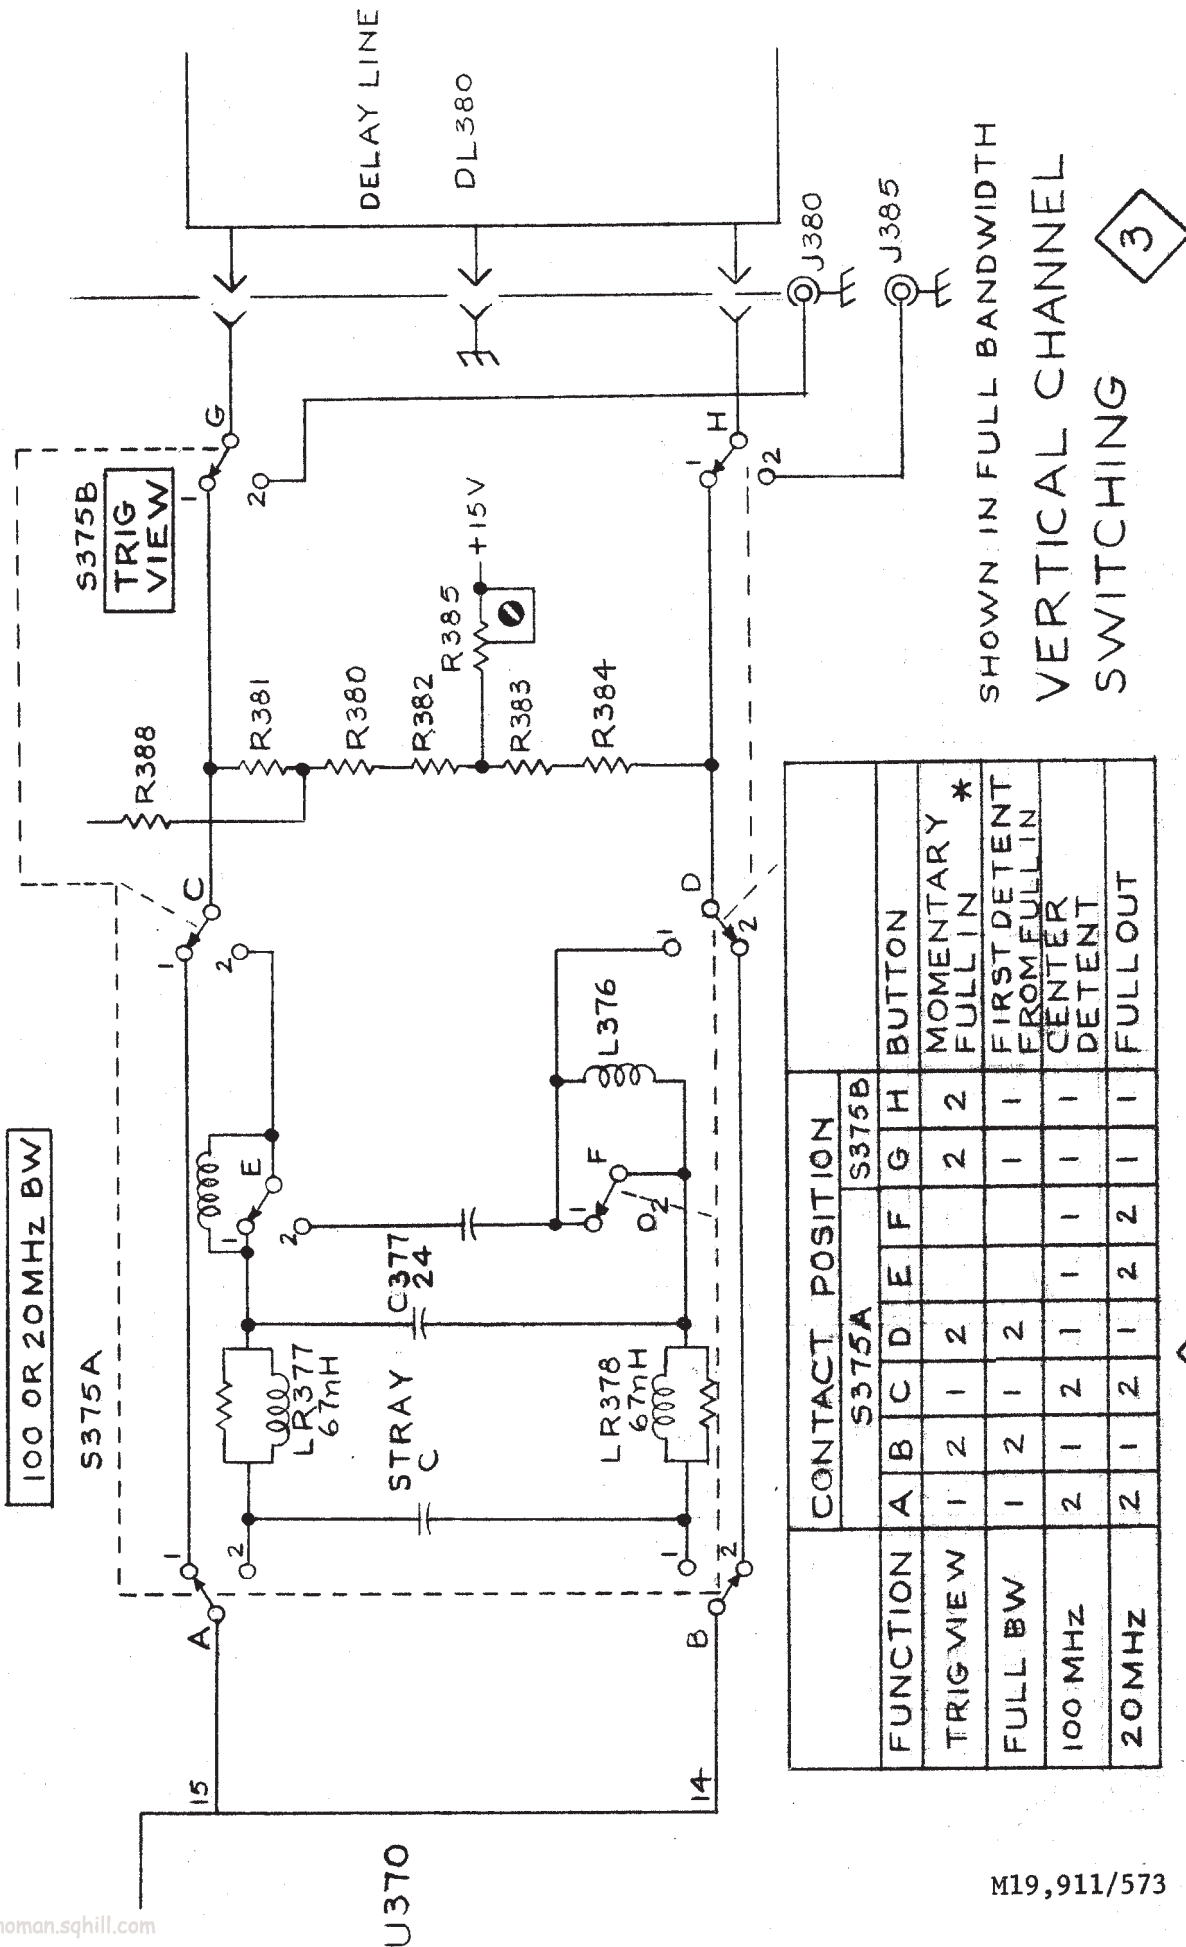 100 OR 20MHz BW
S375A
S375B
TRIG
VIEW
DELAY LINE
DL380
U370
15
14
A
B
C
D
E
F
G
H
1
2
1
2
1
2
1
2
1
2
1
2
1
2
1
2
LR377
67nH
STRAY
C
C377
24
LR378
67nH
L376
R388
R381
R380
R382
R385
+15V
R383
R384
J380
J385
SHOWN IN FULL BANDWIDTH
VERTICAL CHANNEL
SWITCHING
3
CONTACT POSITION
S375A S375B
FUNCTION A B C D E F G H BUTTON
TRIG VIEW 1 2 1 2 2 2 MOMENTARY FULL IN *
FULL BW 1 2 1 2 1 1 FIRST DETENT FROM FULL IN
100 MHz 2 1 2 1 1 1 1 1 CENTER DETENT
20MHz 2 1 2 1 2 2 1 1 FULL OUT
M19,911/573
noman.sqhill.com